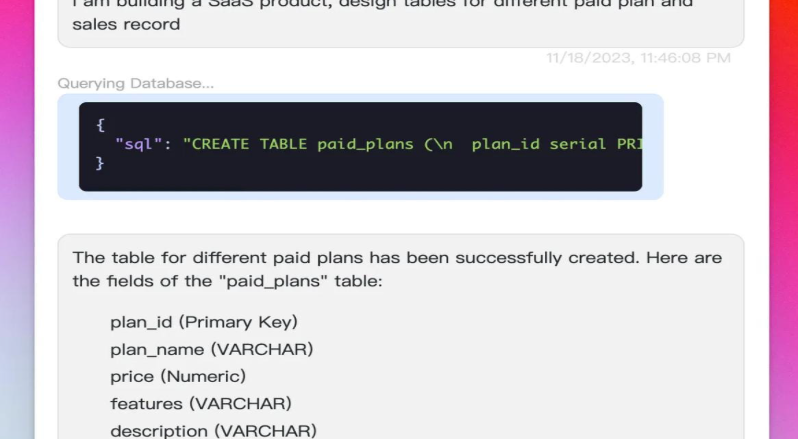 I am building a SaaS product, design tables for different paid plan and
sales record
11/18/2023, 11:46:08 PM
Querying Database...
{
"sql": "CREATE TABLE paid_plans (\n  plan_id serial PRI
}
The table for different paid plans has been successfully created. Here are
the fields of the "paid_plans" table:
plan_id (Primary Key)
plan_name (VARCHAR)
price (Numeric)
features (VARCHAR)
description (VARCHAR)